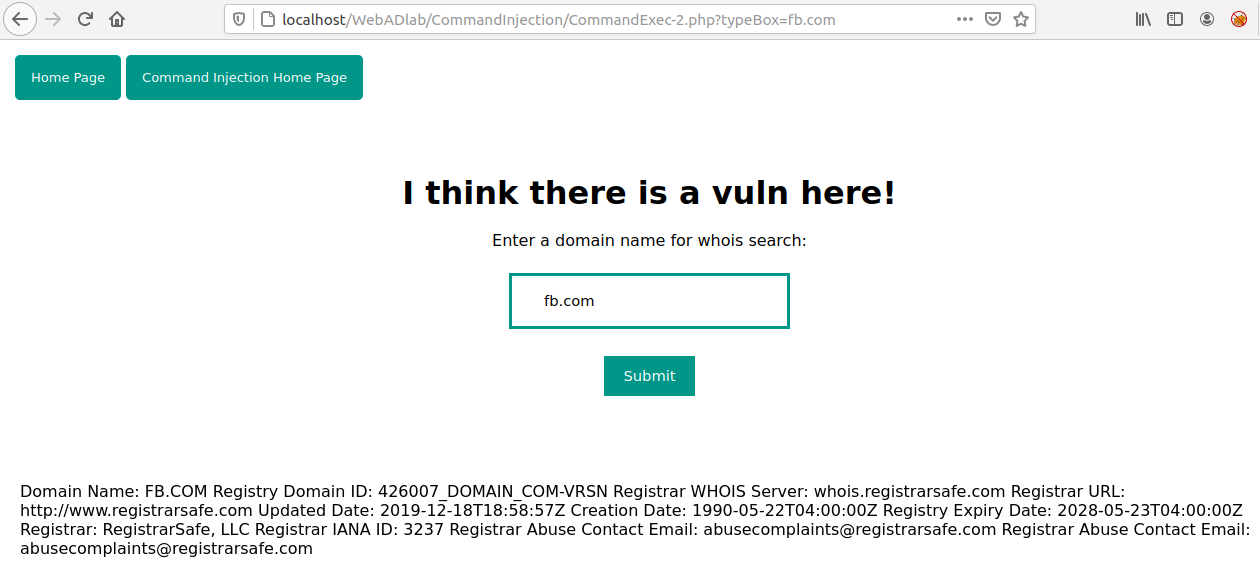 localhost/WebADlab/CommandInjection/CommandExec-2.php?typeBox=fb.com
Home Page
Command Injection Home Page
I think there is a vuln here!
Enter a domain name for whois search:
fb.com
Submit
Domain Name: FB.COM Registry Domain ID: 426007_DOMAIN_COM-VRSN Registrar WHOIS Server: whois.registrarsafe.com Registrar URL:
http://www.registrarsafe.com Updated Date: 2019-12-18T18:58:57Z Creation Date: 1990-05-22T04:00:00Z Registry Expiry Date: 2028-05-23T04:00:00Z
Registrar: RegistrarSafe, LLC Registrar IANA ID: 3237 Registrar Abuse Contact Email: abusecomplaints@registrarsafe.com Registrar Abuse Contact Email:
abusecomplaints@registrarsafe.com